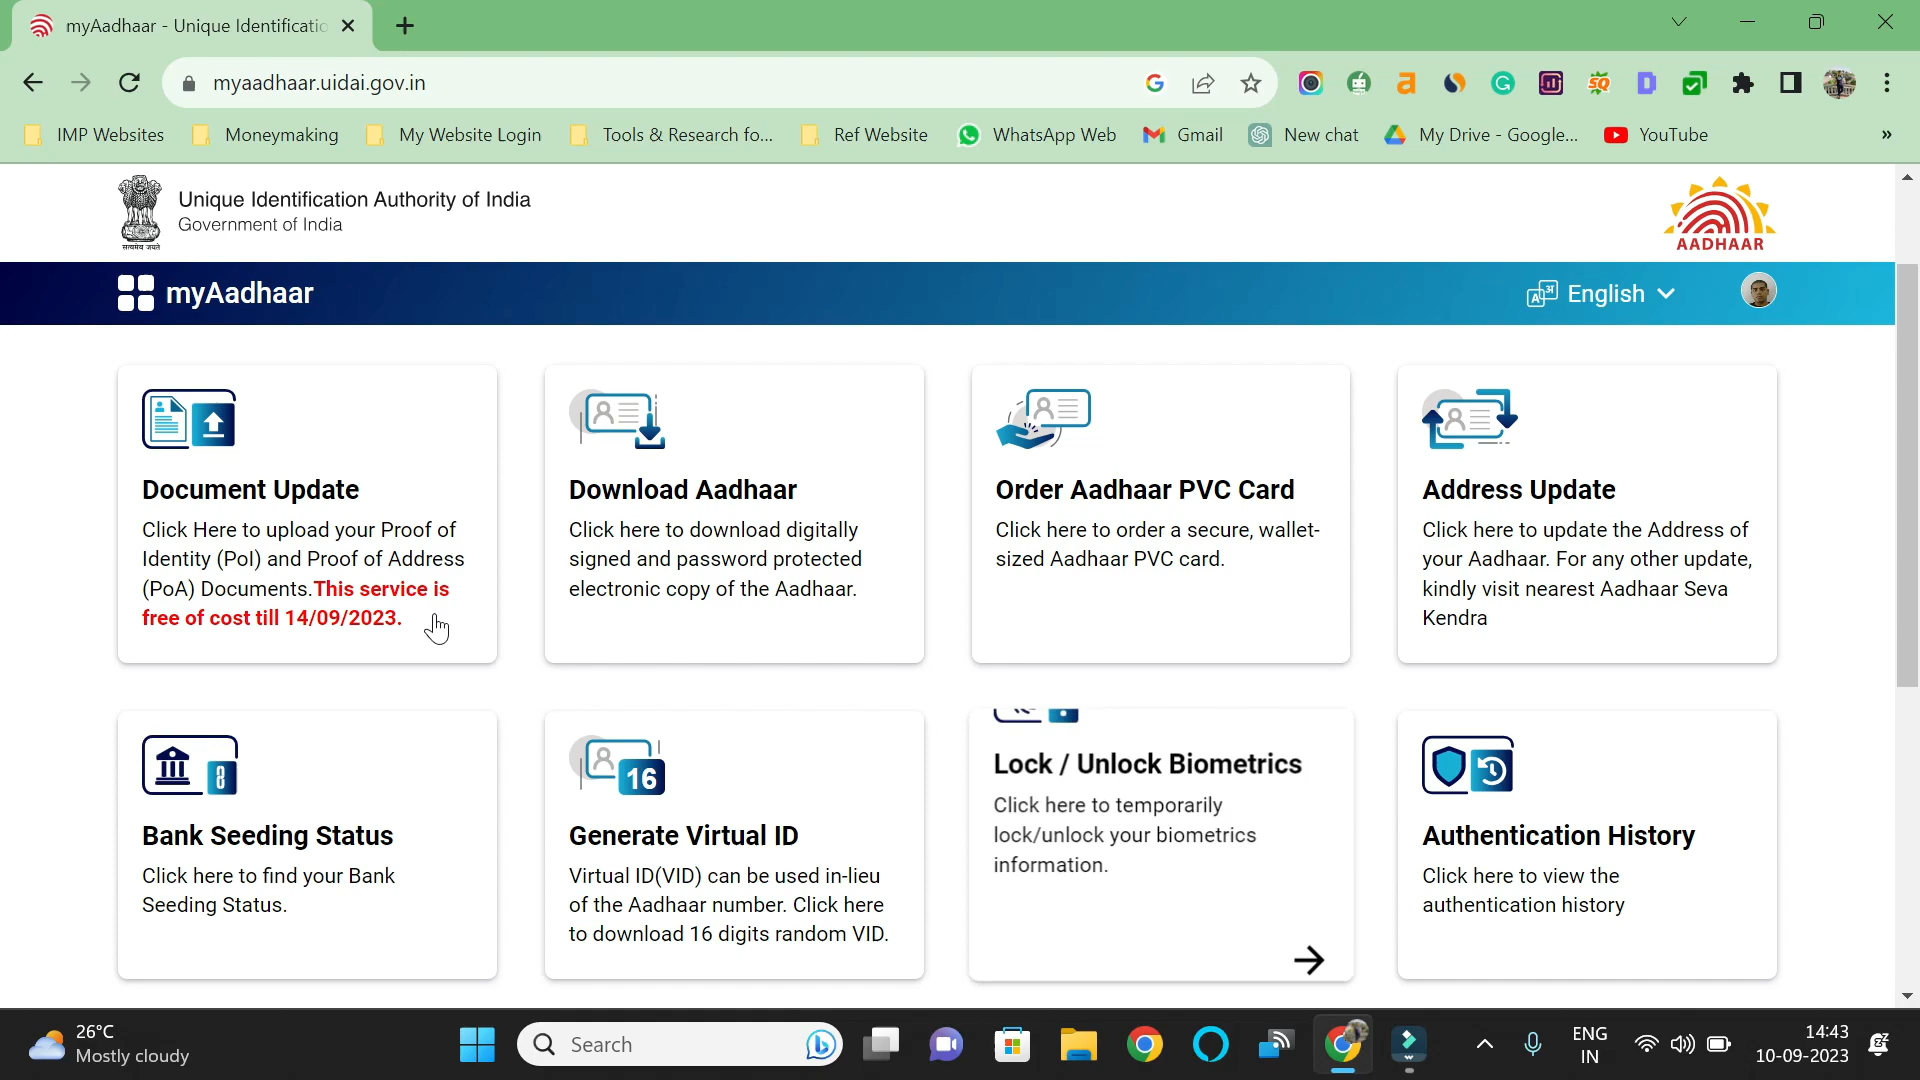 myAadhaar - Unique Identificatio
myaadhaar.uidai.gov.in
IMP Websites
Moneymaking
My Website Login
Tools & Research fo...
Ref Website
WhatsApp Web
Gmail
New chat
My Drive - Google...
YouTube
»
Unique Identification Authority of India
Government of India
सत्यमेव जयते
AADHAAR
myAadhaar
English
Document Update
Click Here to upload your Proof of
Identity (PoI) and Proof of Address
(PoA) Documents.This service is
free of cost till 14/09/2023.
Download Aadhaar
Click here to download digitally
signed and password protected
electronic copy of the Aadhaar.
Order Aadhaar PVC Card
Click here to order a secure, wallet-
sized Aadhaar PVC card.
Address Update
Click here to update the Address of
your Aadhaar. For any other update,
kindly visit nearest Aadhaar Seva
Kendra
Bank Seeding Status
Click here to find your Bank
Seeding Status.
16
Generate Virtual ID
Virtual ID(VID) can be used in-lieu
of the Aadhaar number. Click here
to download 16 digits random VID.
Lock / Unlock Biometrics
Click here to temporarily
lock/unlock your biometrics
information.
Authentication History
Click here to view the
authentication history
26°C
Mostly cloudy
Search
ENG
IN
14:43
10-09-2023